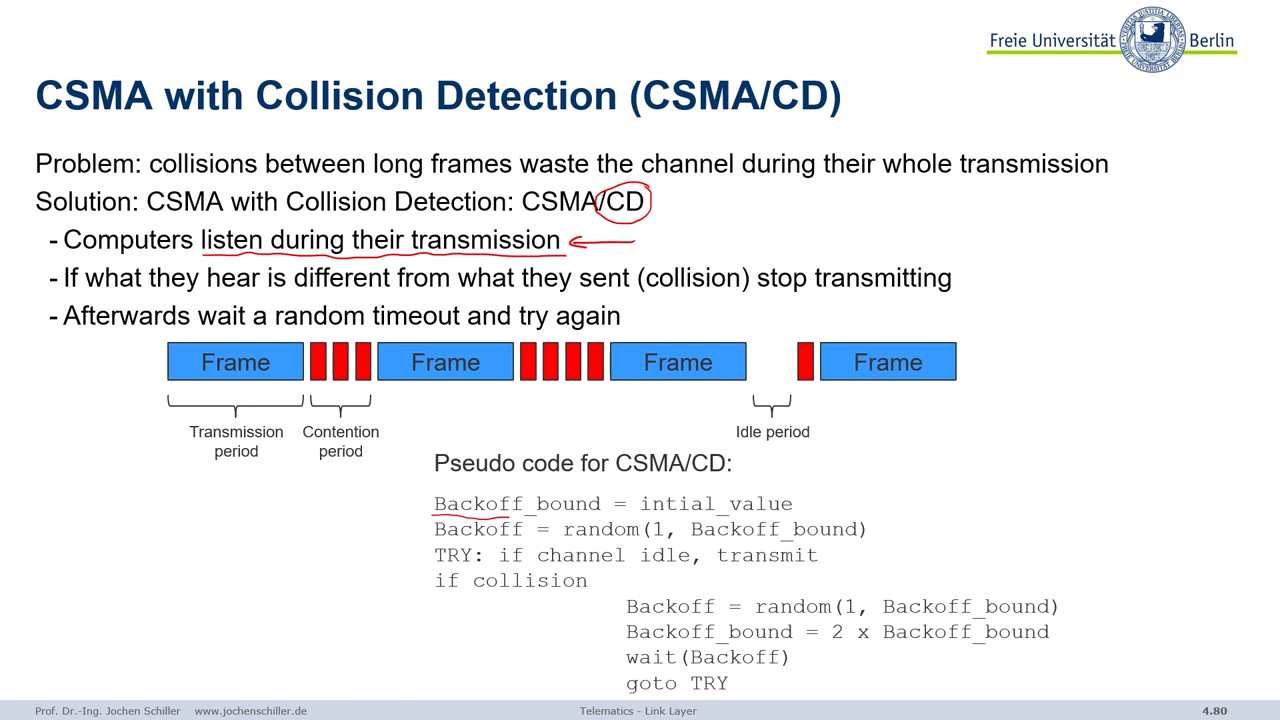 Freie Universität Berlin
CSMA with Collision Detection (CSMA/CD)
Problem: collisions between long frames waste the channel during their whole transmission
Solution: CSMA with Collision Detection: CSMA/CD
- Computers listen during their transmission
- If what they hear is different from what they sent (collision) stop transmitting
- Afterwards wait a random timeout and try again
Frame Frame Frame Frame
Transmission period
Contention period
Idle period
Pseudo code for CSMA/CD:
Backoff_bound = intial_value
Backoff = random(1, Backoff_bound)
TRY: if channel idle, transmit
if collision
Backoff = random(1, Backoff_bound)
Backoff_bound = 2 x Backoff_bound
wait(Backoff)
goto TRY
Prof. Dr.-Ing. Jochen Schiller www.jochenschiller.de Telematics - Link Layer 4.80